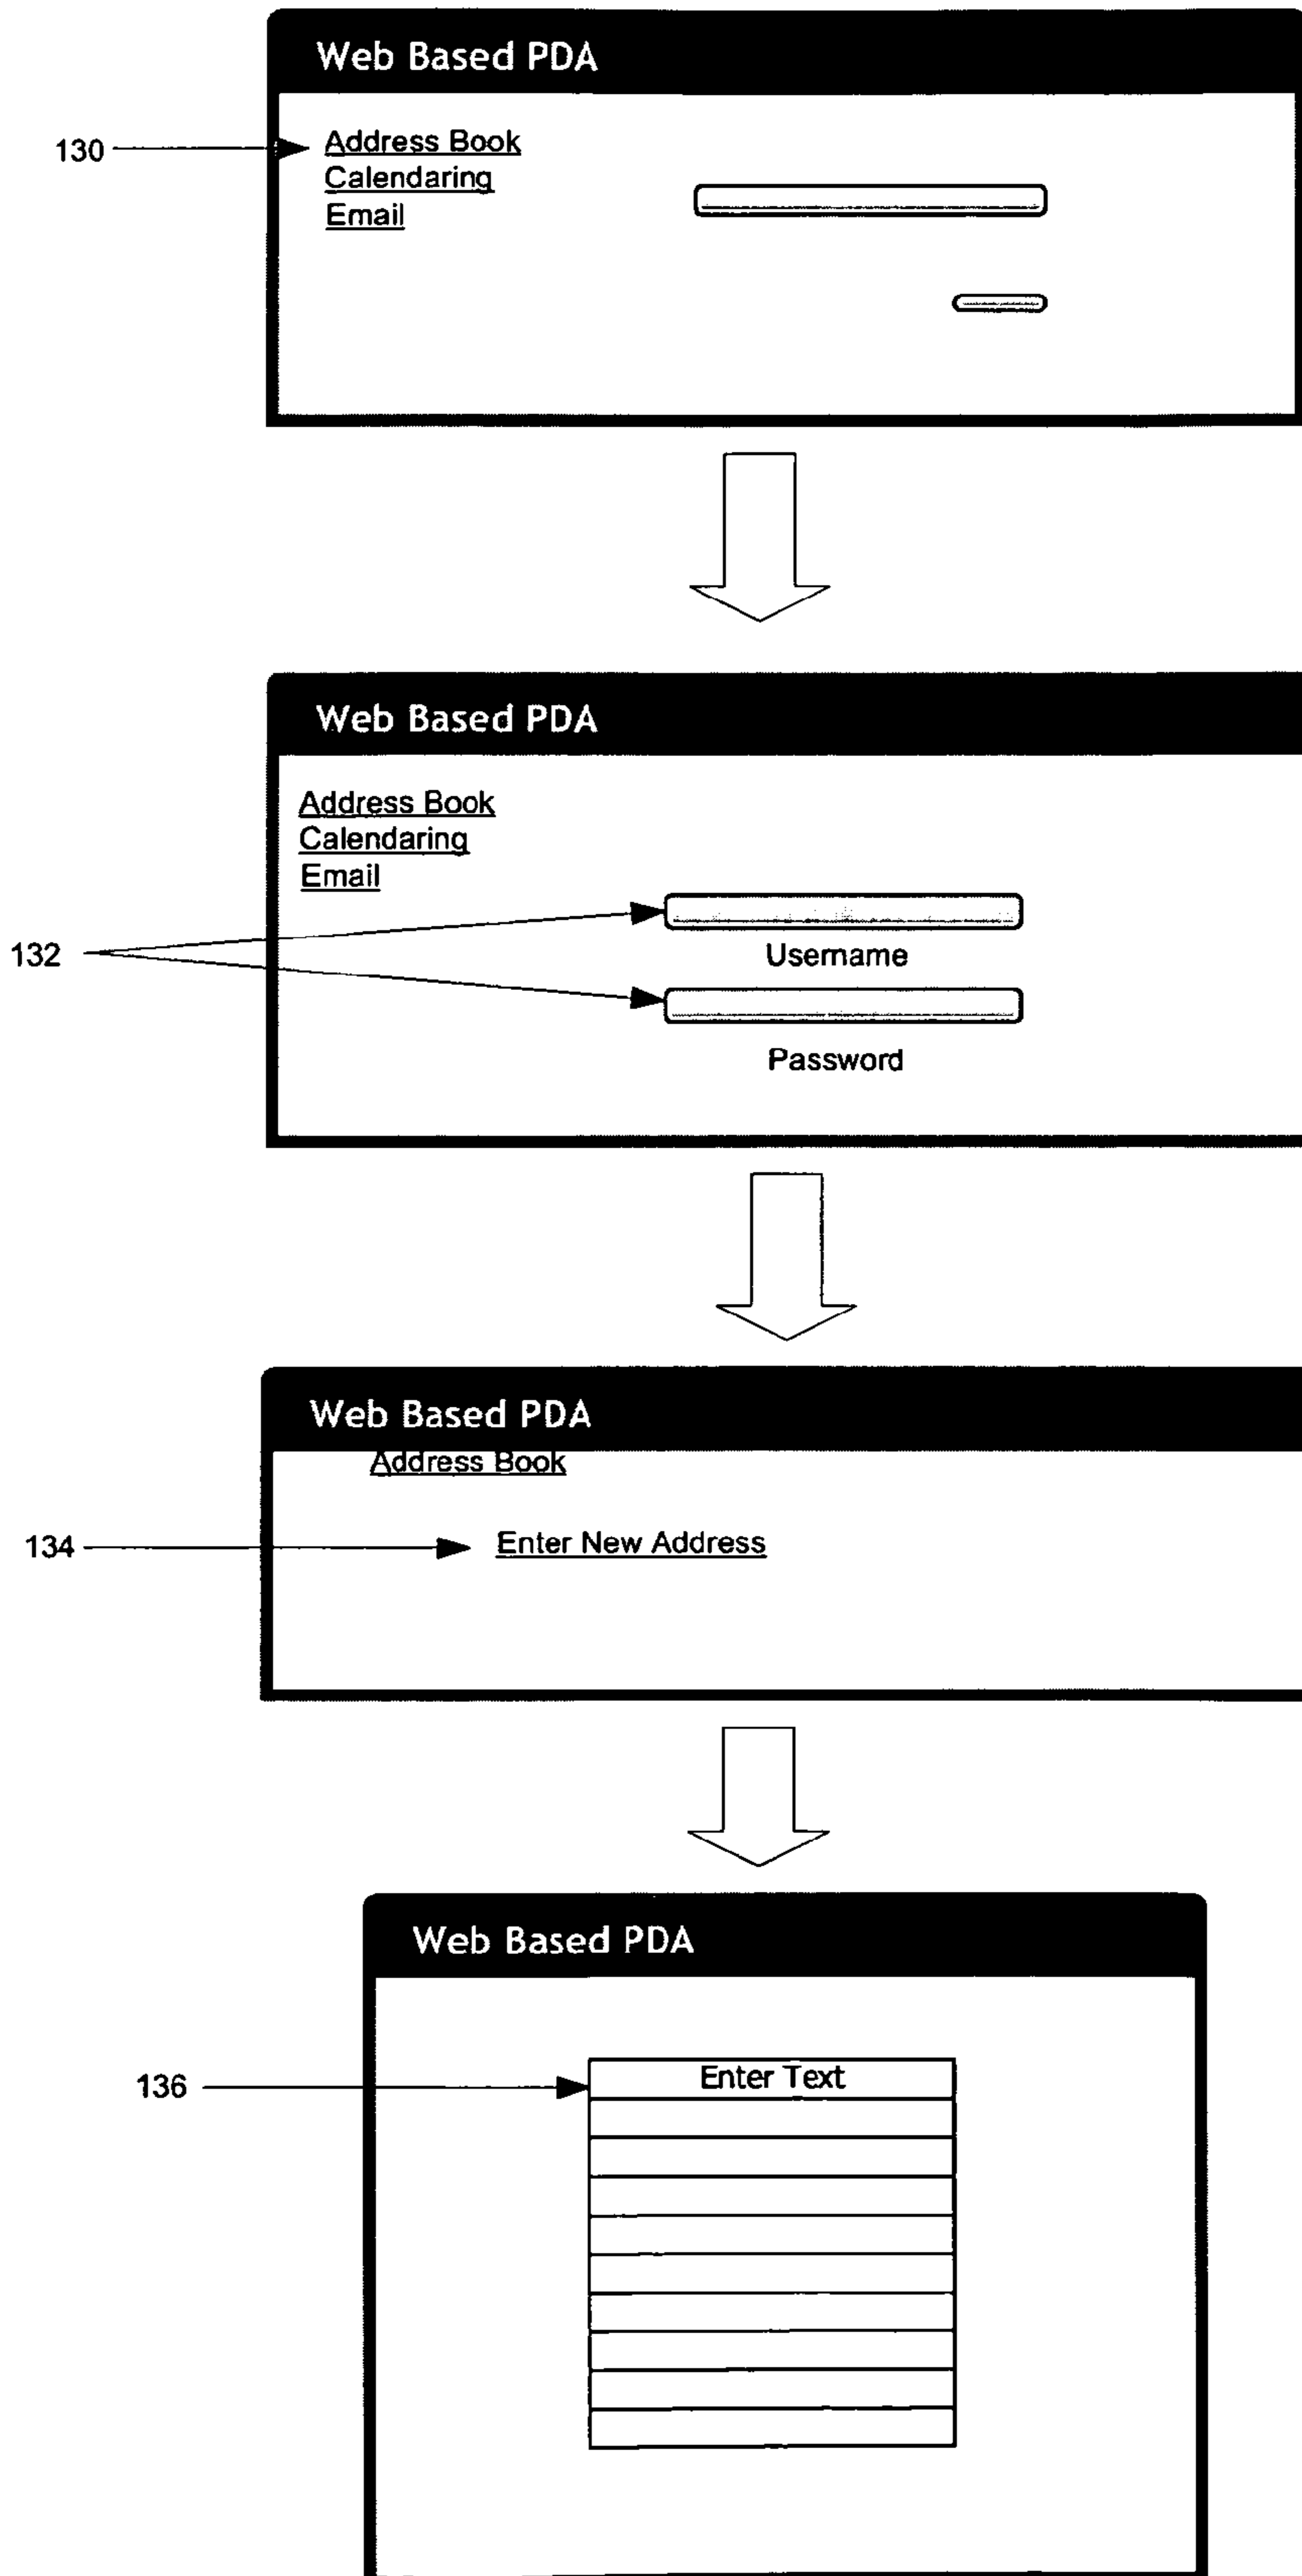 Web Based PDA
130
Address Book
Calendaring
Email
Web Based PDA
Address Book
Calendaring
Email
132
Username
Password
Web Based PDA
Address Book
134
Enter New Address
Web Based PDA
136
Enter Text